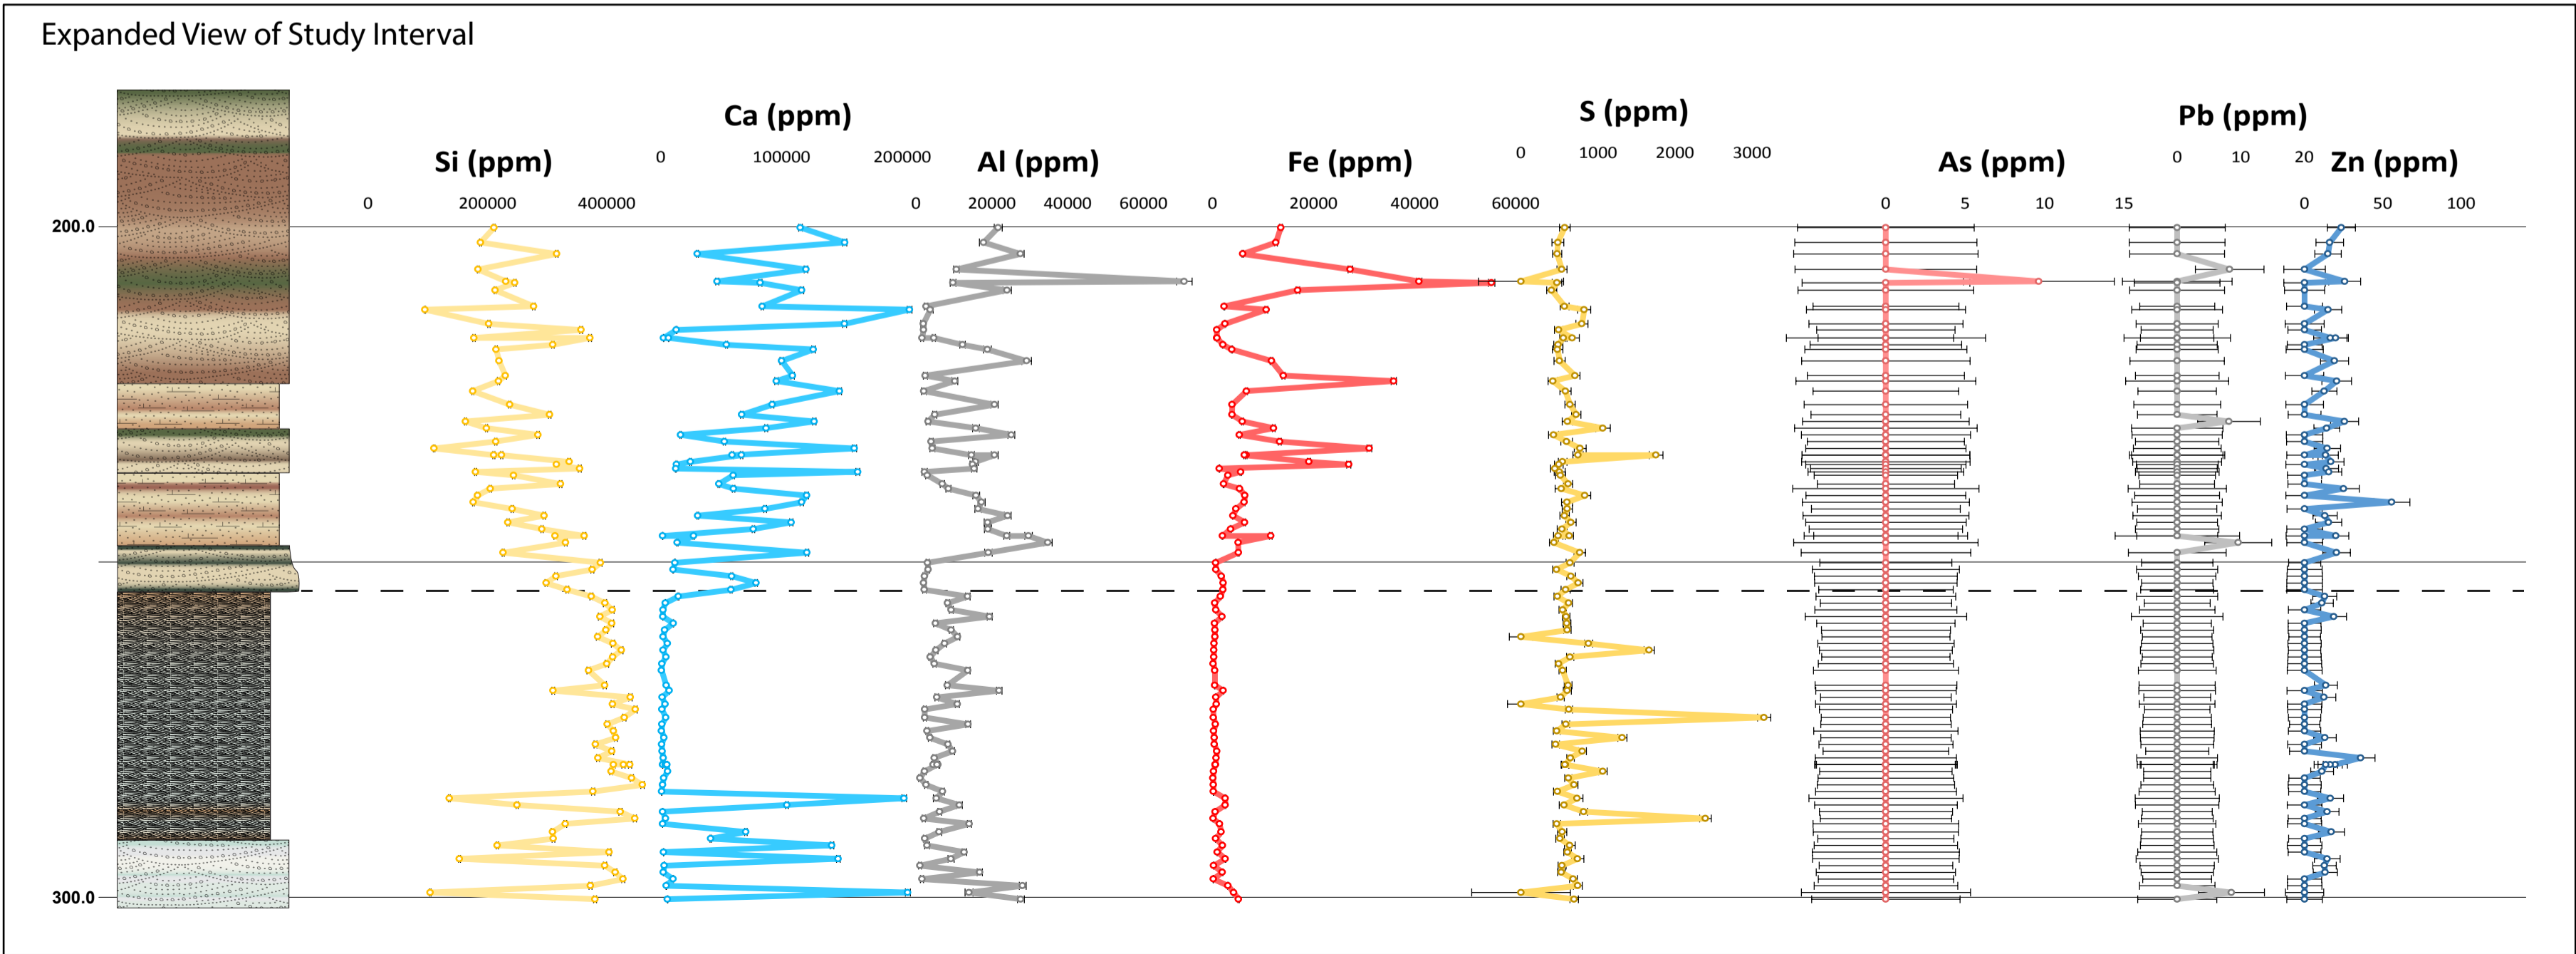 Expanded View of Study Interval
Ca (ppm)
S (ppm)
Pb (ppm)
Si (ppm)
Al (ppm)
Fe (ppm)
As (ppm)
Zn (ppm)
0 100000 200000
0 1000 2000 3000
0 10 20
0 200000 400000
0 20000 40000 60000
0 20000 40000 60000
0 5 10 15
0 50 100
200.0
300.0